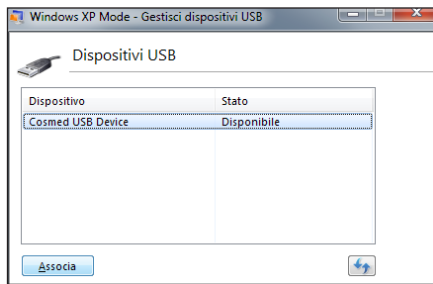 Windows XP Mode - Gestisci dispositivi USB
Dispositivi USB
Dispositivo Stato
Cosmed USB Device Disponibile
Associa